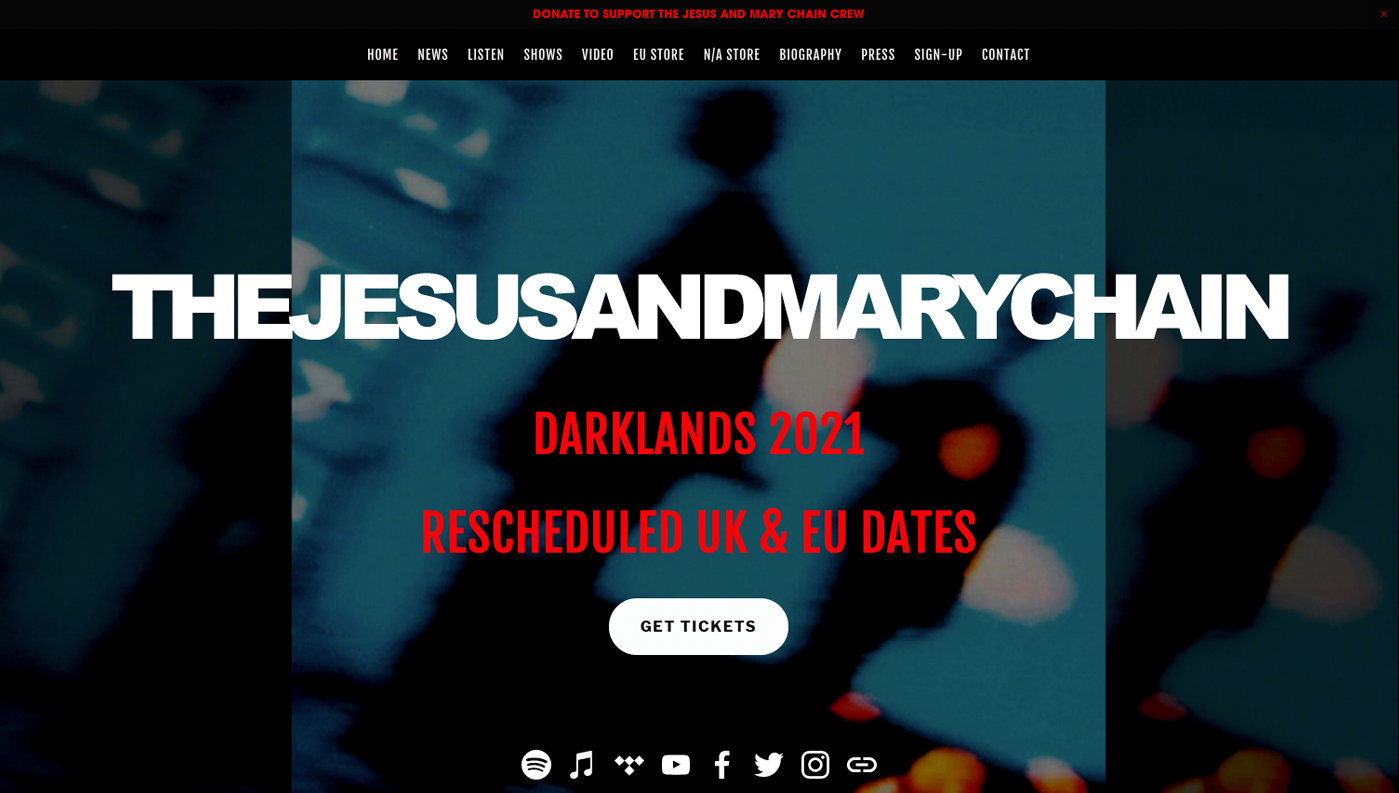 DONATE TO SUPPORT THE JESUS AND MARY CHAIN CREW ×
HOME NEWS LISTEN SHOWS VIDEO EU STORE N/A STORE BIOGRAPHY PRESS SIGN-UP CONTACT
THEJESUSANDMARYCHAIN
DARKLANDS 2021
RESCHEDULED UK & EU DATES
GET TICKETS